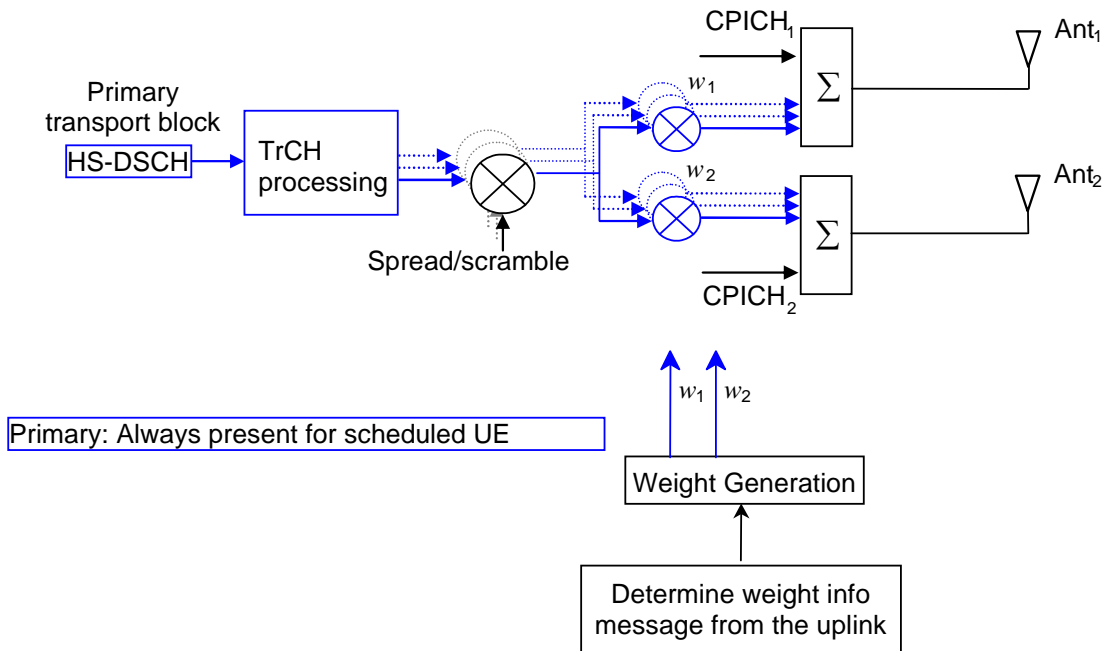 CPICH1
Ant1
w1
Σ
Primary
transport block
HS-DSCH
TrCH
processing
w2
Ant2
Σ
Spread/scramble
CPICH2
w1 w2
Primary: Always present for scheduled UE
Weight Generation
Determine weight info
message from the uplink